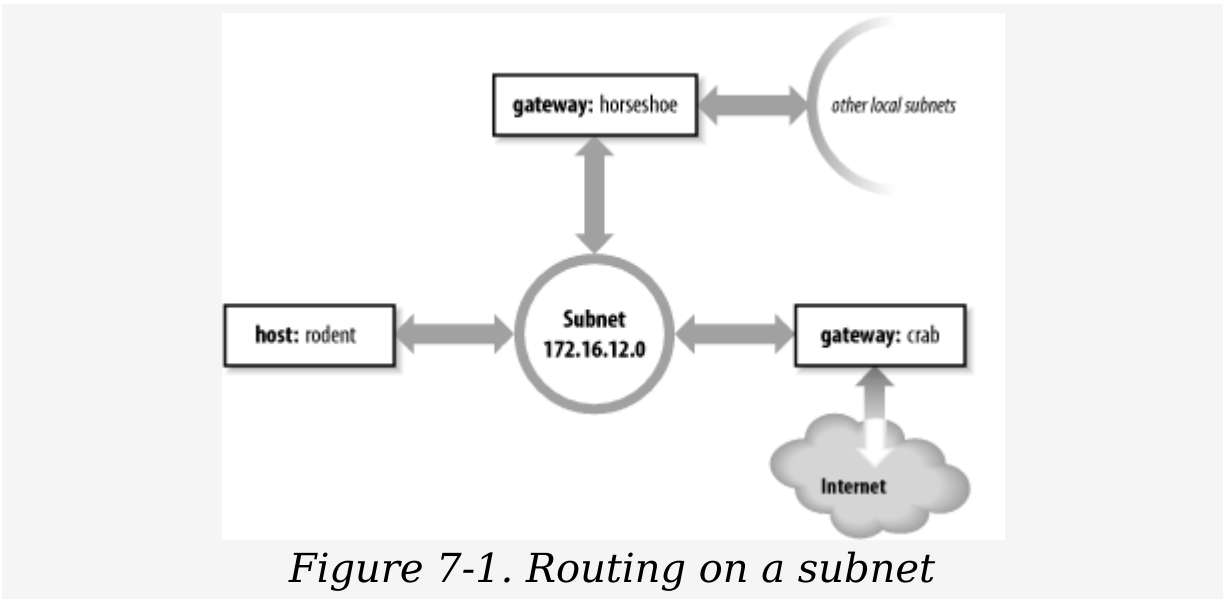 gateway: horseshoe
other local subnets
host: rodent
Subnet
172.16.12.0
gateway: crab
Internet
Figure 7-1. Routing on a subnet